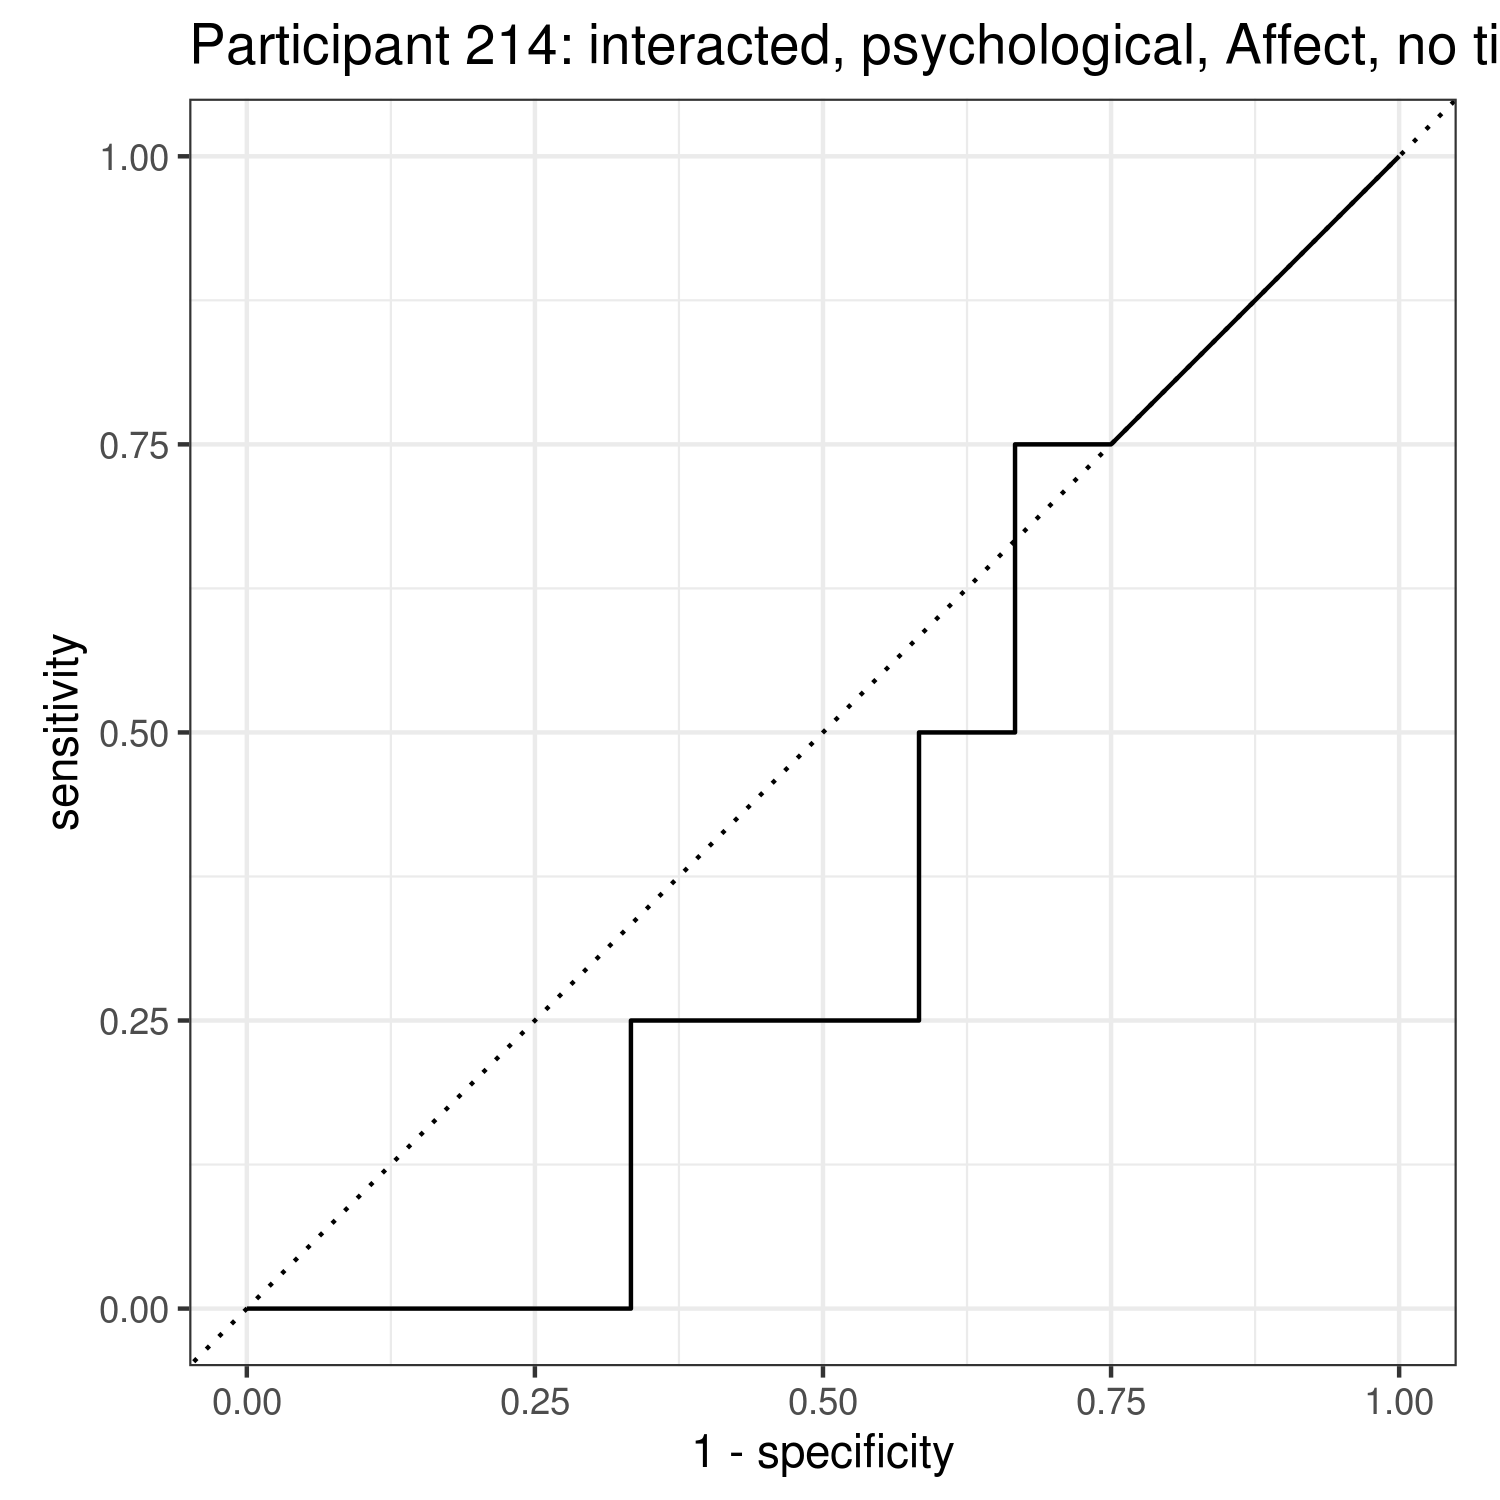 Participant 214: interacted, psychological, Affect, no ti
1.00
0.75
0.50
0.25
0.00
sensitivity
0.00 0.25 0.50 0.75 1.00
1 - specificity